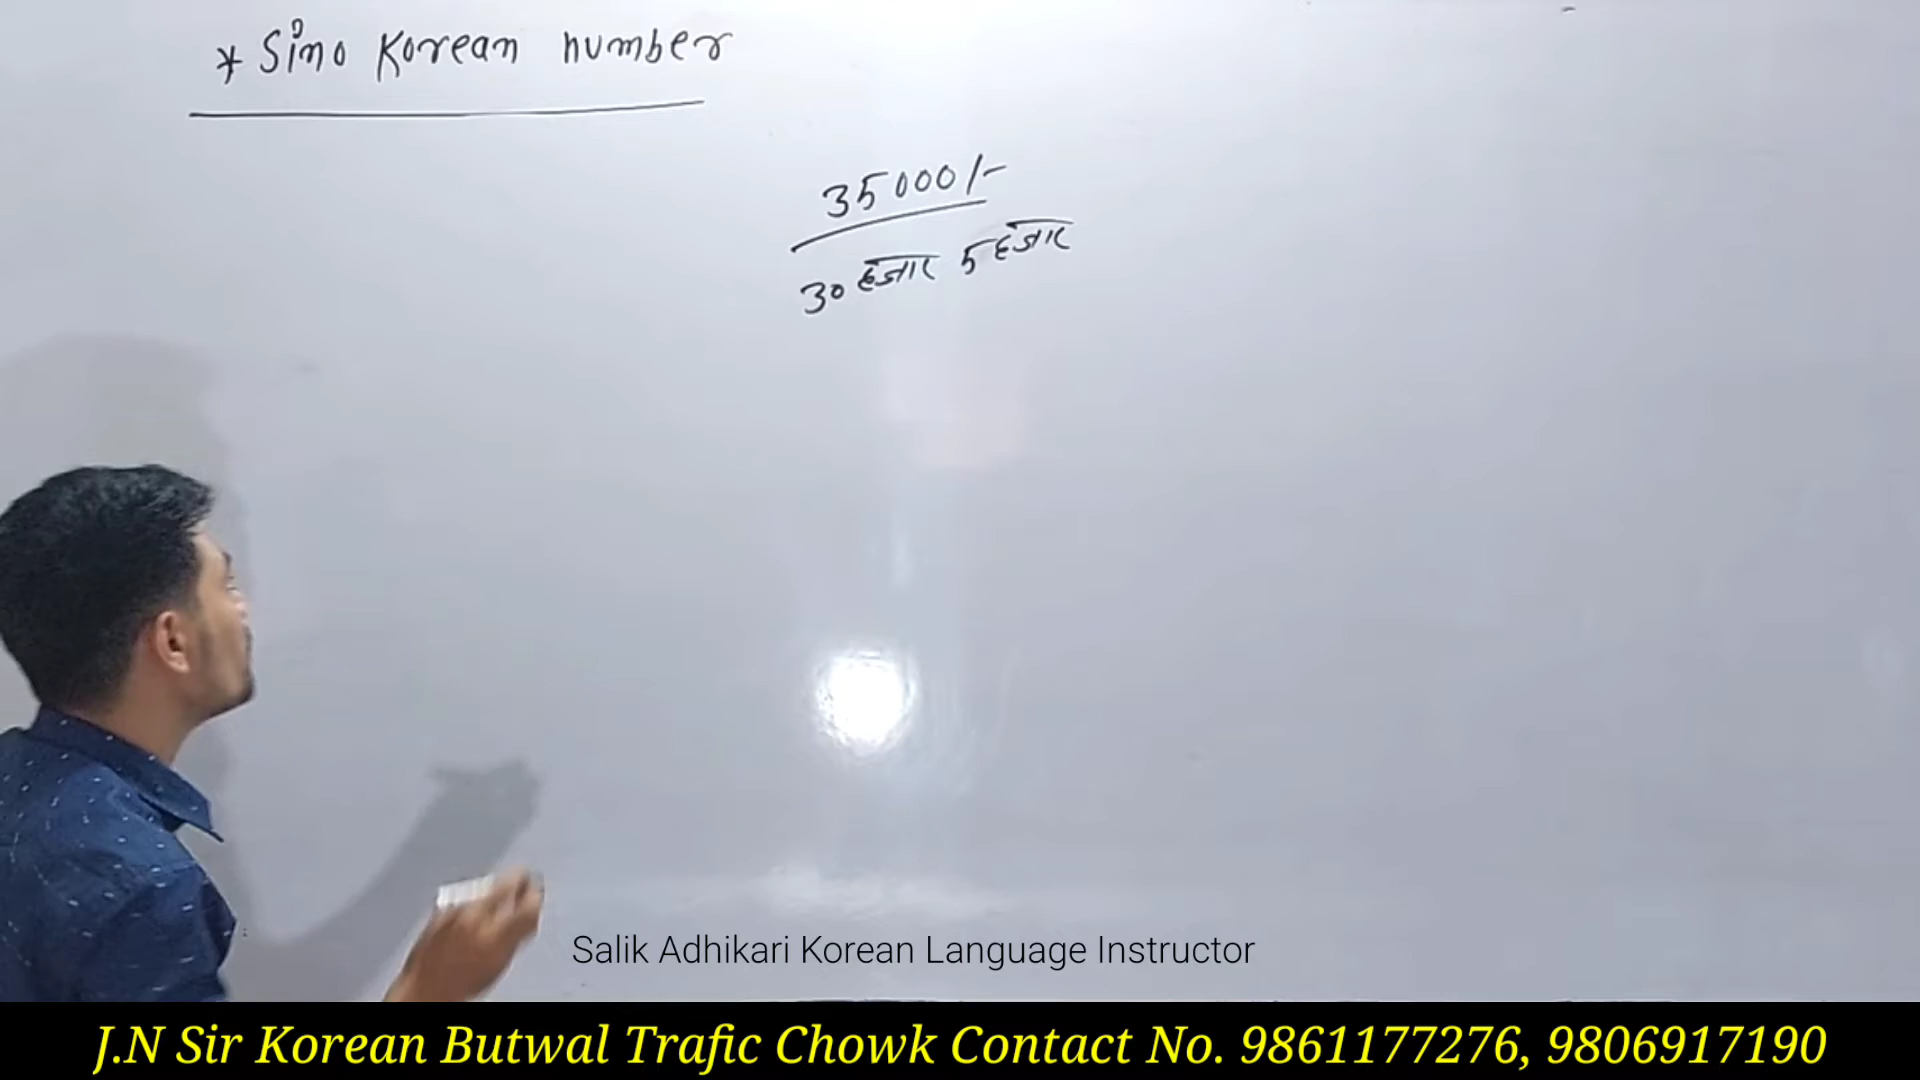 * Sino Korean number
35000/-
30 हजार 5 हजार
Salik Adhikari Korean Language Instructor
J.N Sir Korean Butwal Trafic Chowk Contact No. 9861177276, 9806917190